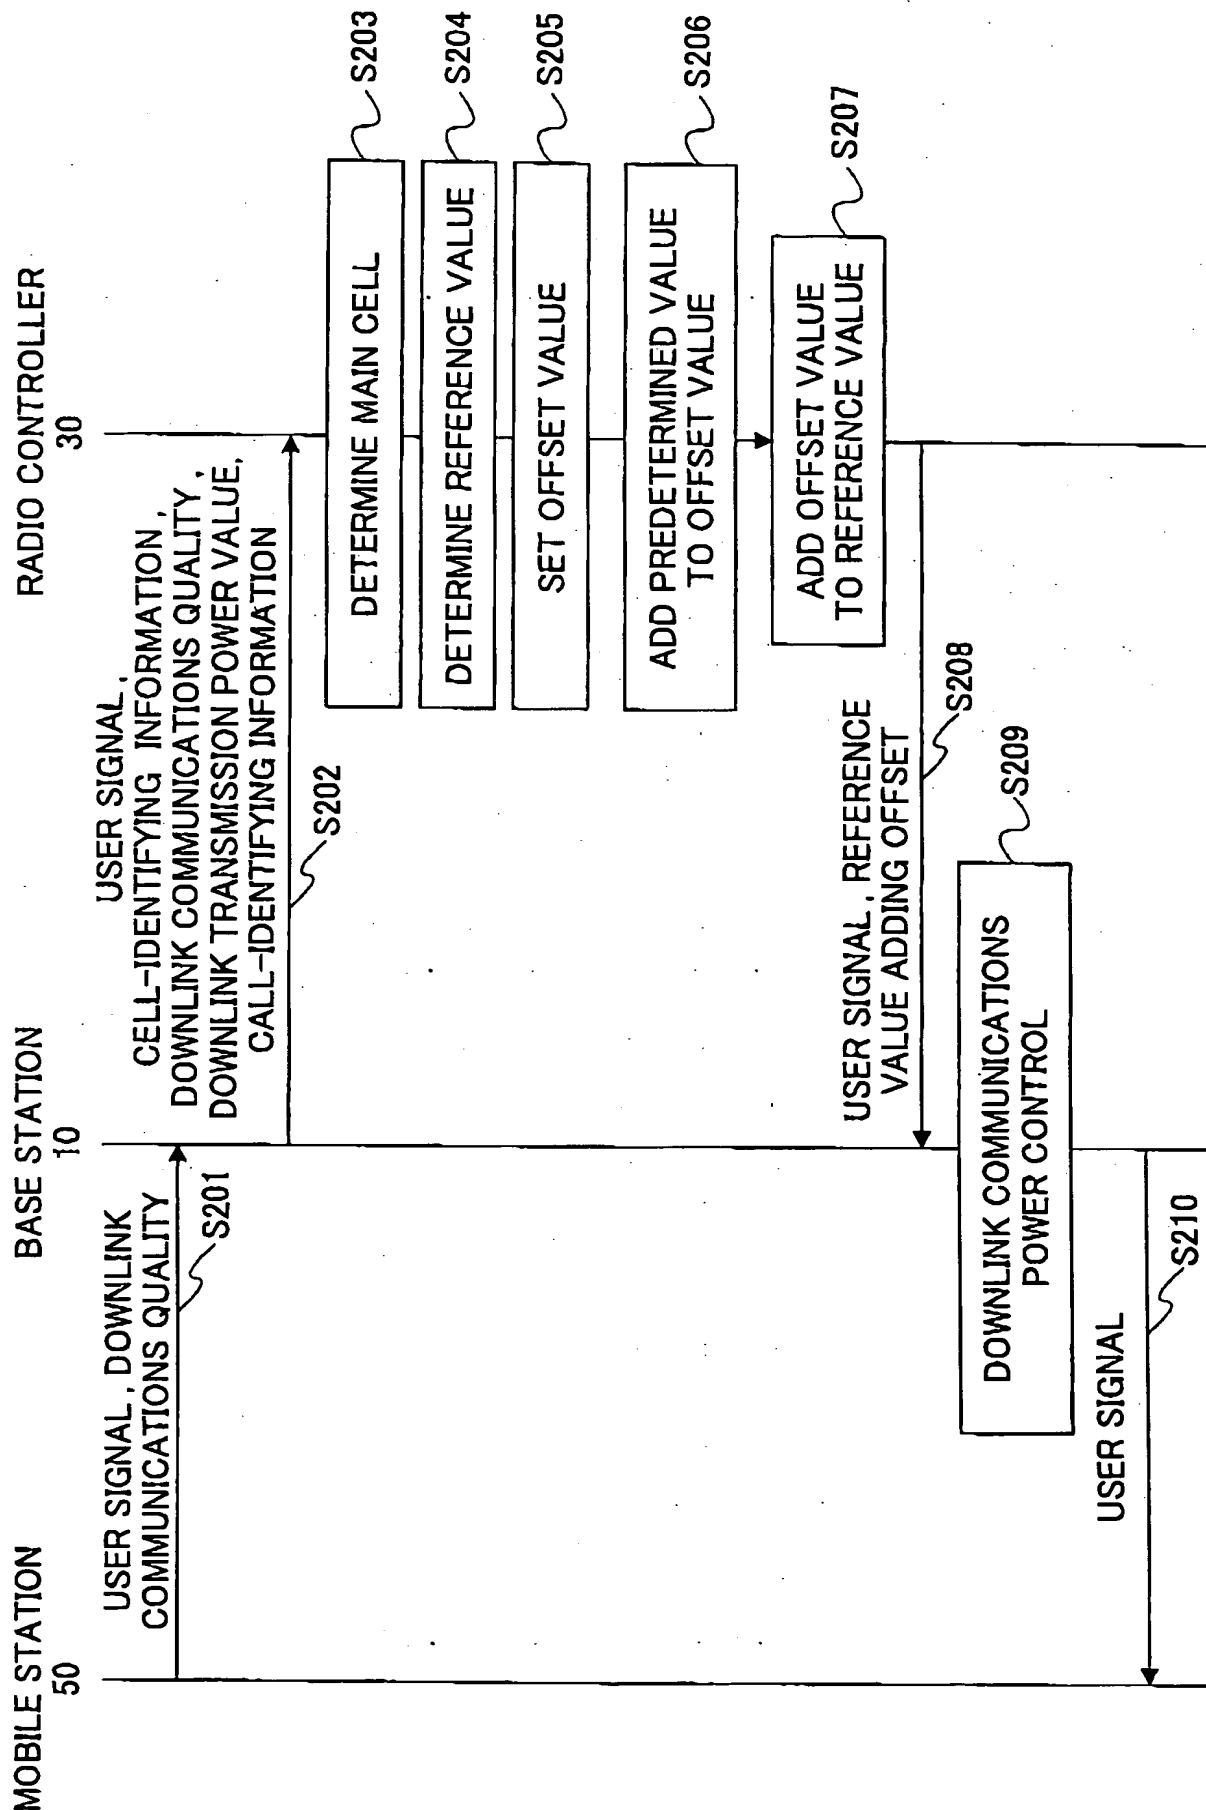 MOBILE STATION
50
BASE STATION
10
RADIO CONTROLLER
30
USER SIGNAL, DOWNLINK
COMMUNICATIONS QUALITY
S201
USER SIGNAL,
CELL-IDENTIFYING INFORMATION,
DOWNLINK COMMUNICATIONS QUALITY,
DOWNLINK TRANSMISSION POWER VALUE,
CALL-IDENTIFYING INFORMATION
S202
DETERMINE MAIN CELL
S203
DETERMINE REFERENCE VALUE
S204
SET OFFSET VALUE
S205
ADD PREDETERMINED VALUE
TO OFFSET VALUE
S206
ADD OFFSET VALUE
TO REFERENCE VALUE
S207
USER SIGNAL, REFERENCE
VALUE ADDING OFFSET
S208
DOWNLINK COMMUNICATIONS
POWER CONTROL
S209
USER SIGNAL
S210